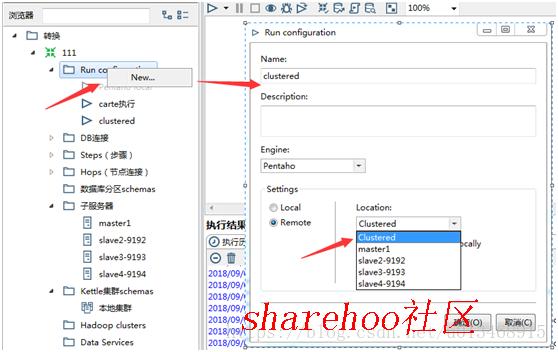 浏览器
转换
111
Run configuration
New...
Pentaho local
carte执行
clustered
DB连接
Steps（步骤）
Hops（节点连接）
数据库分区schemas
子服务器
master1
slave2-9192
slave3-9193
slave4-9194
Kettle集群schemas
本地集群
Hadoop clusters
Data Services
100%
执行结果
执行历
2018/09/
2018/09/
2018/09/
2018/09/
2018/09/
Run configuration
Name:
clustered
Description:
Engine:
Pentaho
Settings
Local
Remote
Location:
Clustered
Clustered
master1
slave2-9192
slave3-9193
slave4-9194
ocally
确定(O)
取消(C)
sharehoo社区